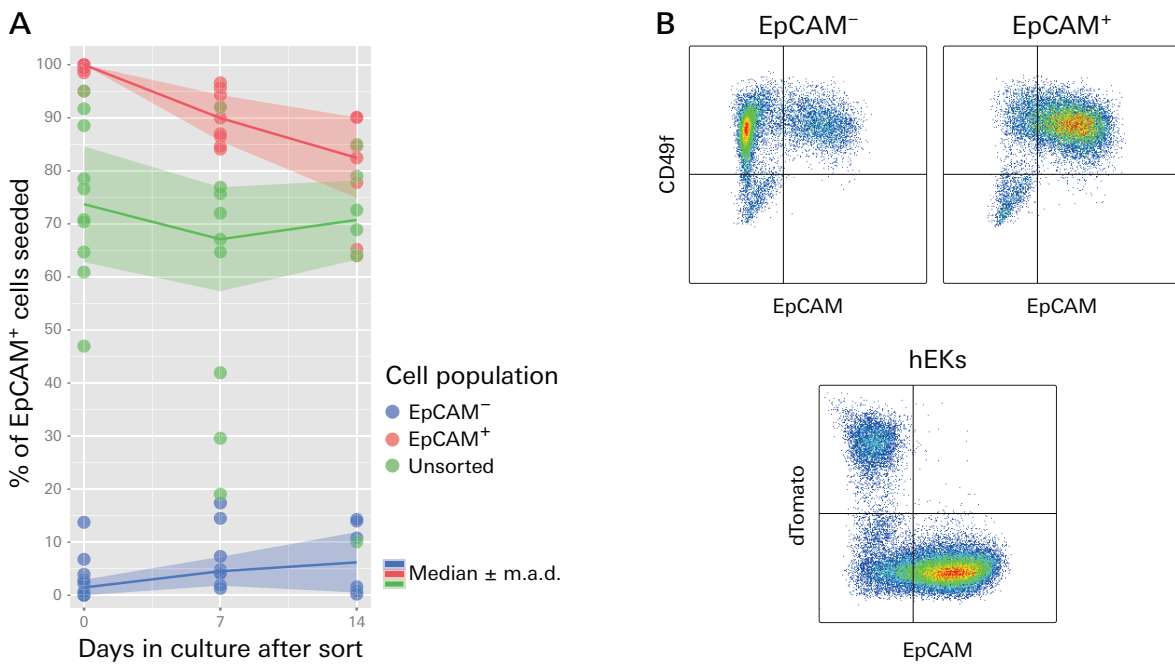 A
% of EpCAM⁺ cells seeded
100
90
80
70
60
50
40
30
20
10
0
0
7
14
Days in culture after sort
Cell population
EpCAM⁻
EpCAM⁺
Unsorted
Median ± m.a.d.
B
EpCAM⁻
EpCAM⁺
CD49f
EpCAM
EpCAM
hEKs
dTomato
EpCAM